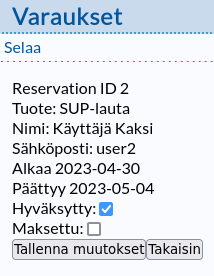 Varaukset
Selaa
Reservation ID 2
Tuote: SUP-lauta
Nimi: Käyttäjä Kaksi
Sähköposti: user2
Alkaa 2023-04-30
Päättyy 2023-05-04
Hyväksytty:
Maksettu:
Tallenna muutokset Takaisin